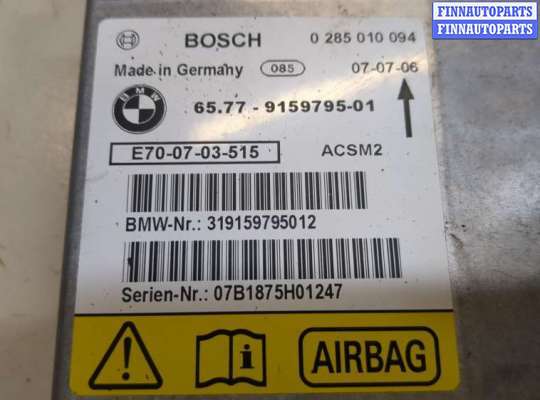 FINNAUTOPARTS
FINNAUTOPARTS
BOSCH 0 285 010 094
Made in Germany 085 07-07-06
BMW
65.77 - 9159795-01
E70-07-03-515 ACSM2
BMW-Nr.: 319159795012
Serien-Nr.: 07B1875H01247
! i AIRBAG